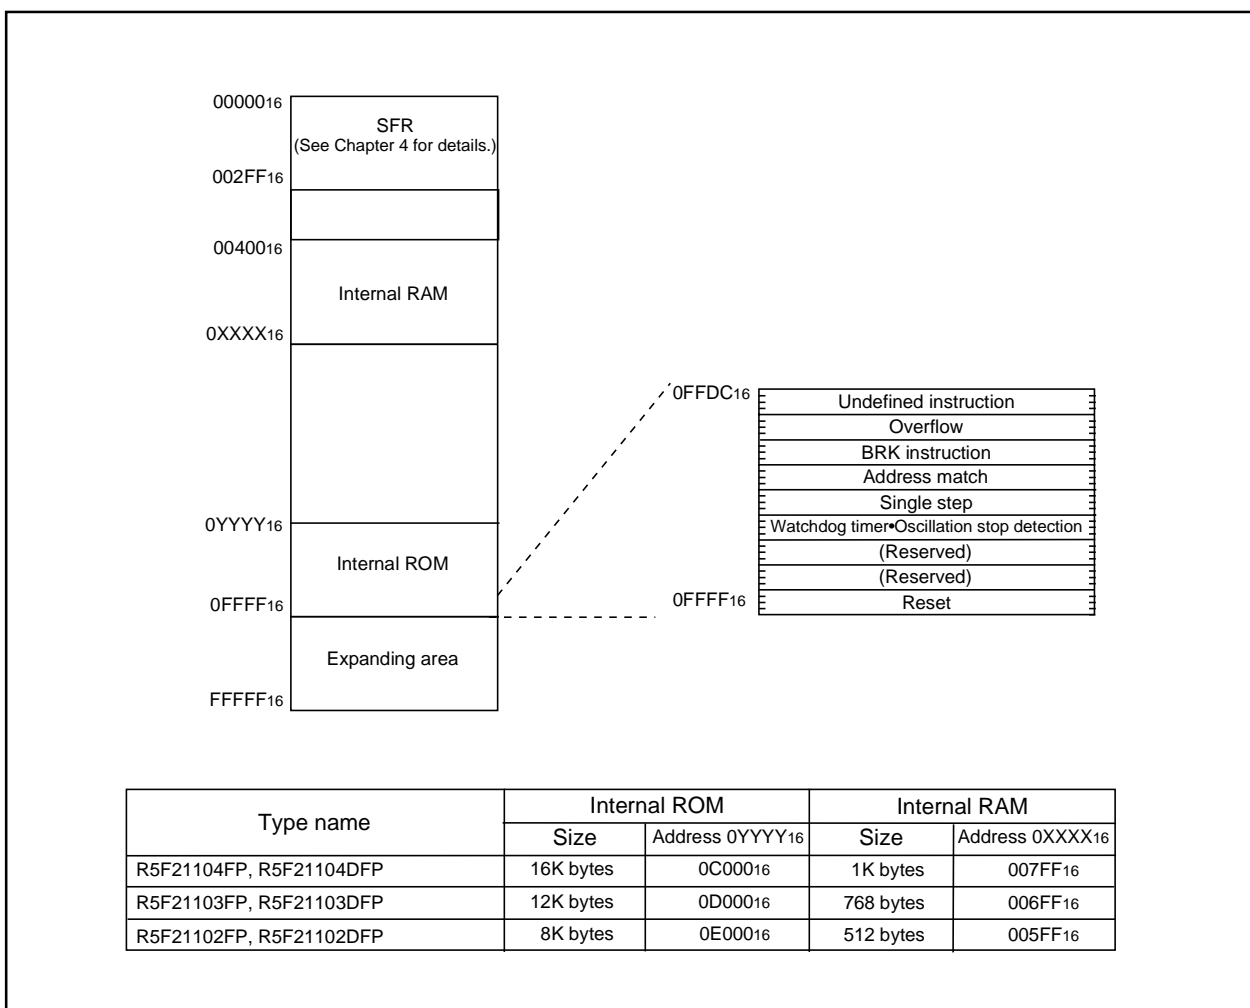 0000016
SFR
(See Chapter 4 for details.)
002FF16
0040016
Internal RAM
0XXXX16
0YYYY16
Internal ROM
0FFFF16
Expanding area
FFFFF16
0FFDC16
Undefined instruction
Overflow
BRK instruction
Address match
Single step
Watchdog timer•Oscillation stop detection
(Reserved)
(Reserved)
0FFFF16
Reset
Type name
Internal ROM
Internal RAM
Size
Address 0YYYY16
Size
Address 0XXXX16
R5F21104FP, R5F21104DFP
16K bytes
0C00016
1K bytes
007FF16
R5F21103FP, R5F21103DFP
12K bytes
0D00016
768 bytes
006FF16
R5F21102FP, R5F21102DFP
8K bytes
0E00016
512 bytes
005FF16